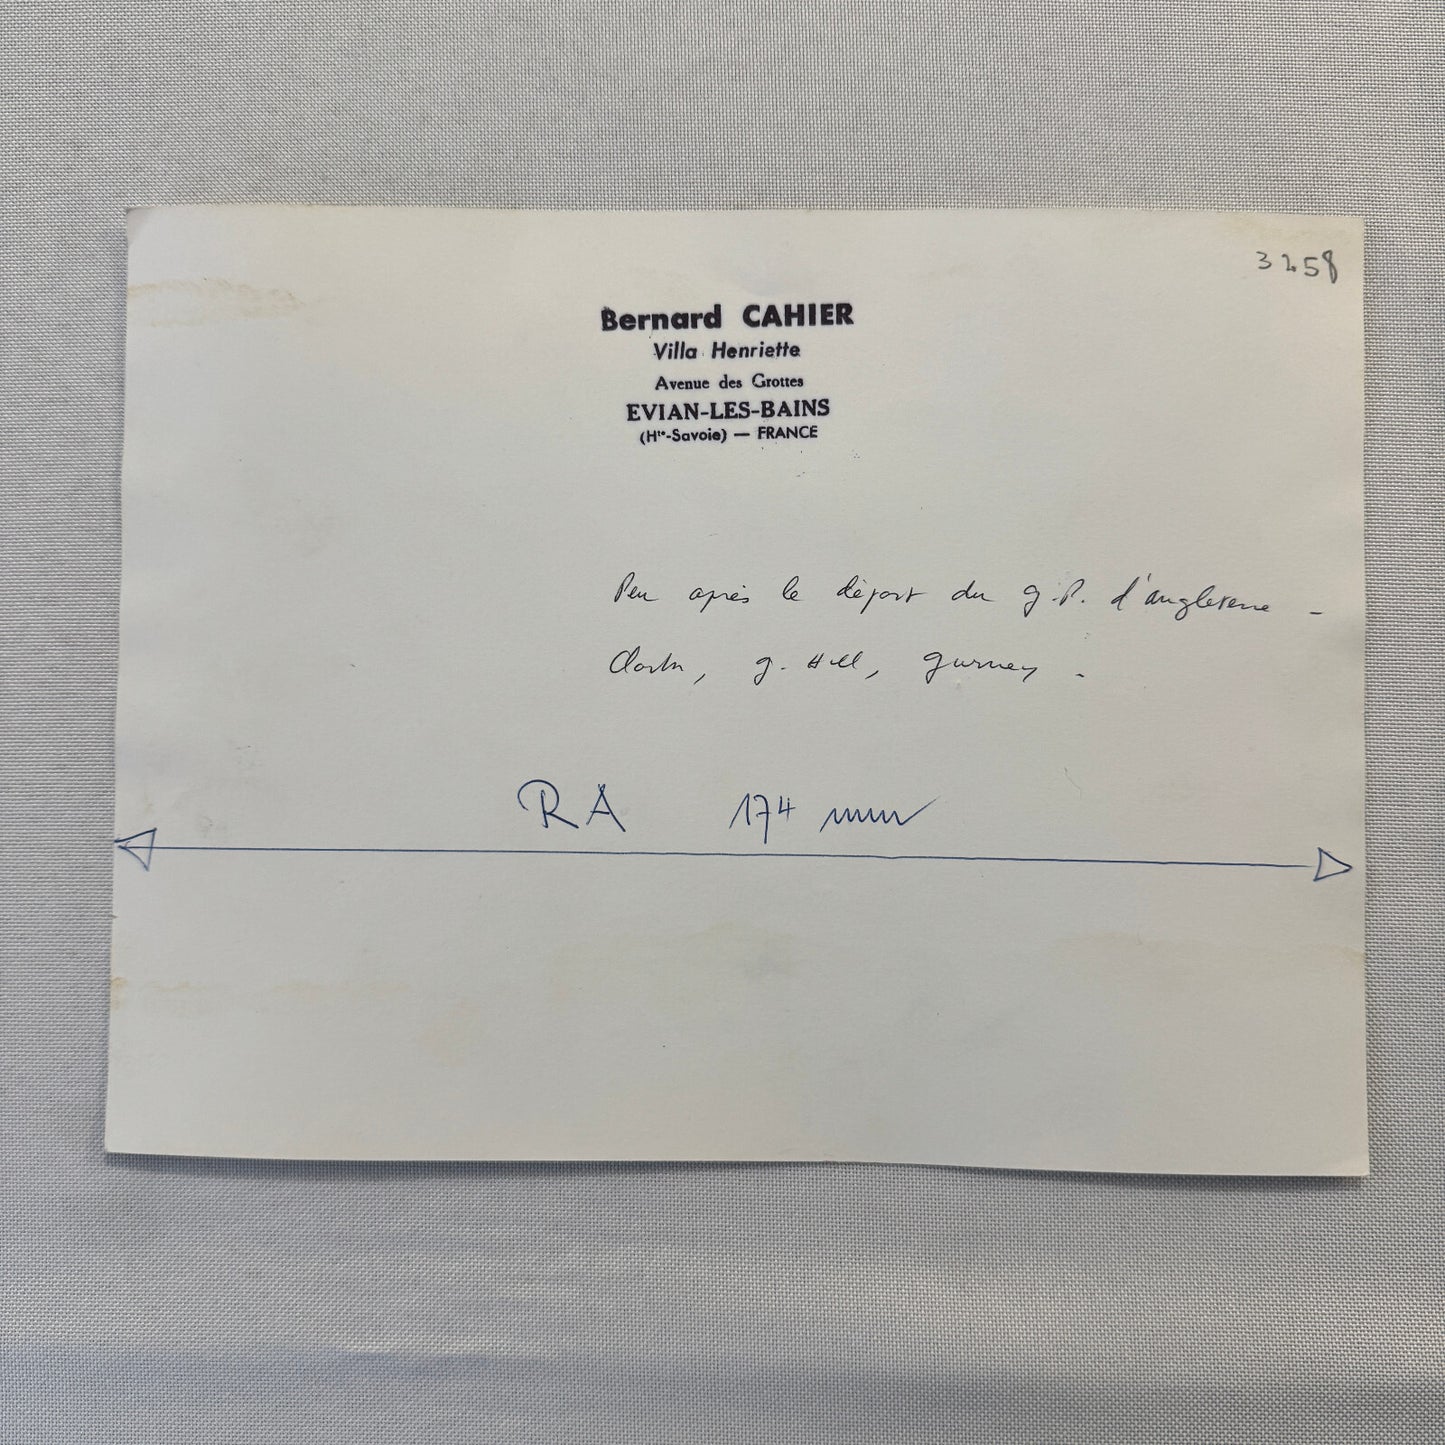 3258
Bernard CAHIER
Villa Henriette
Avenue des Grottes
EVIAN-LES-BAINS
(Hte-Savoie) — FRANCE
Peu après le départ du g.P. d'angleterre -
Clark, g. Hill, gurney.
RA 174 mm